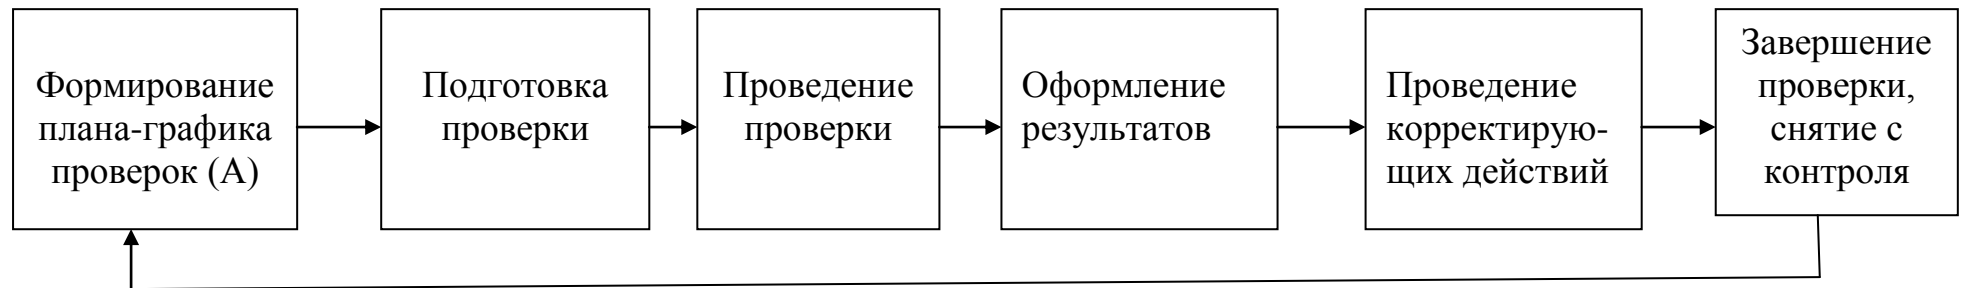 Формирование
плана-графика
проверок (А)
Подготовка
проверки
Проведение
проверки
Оформление
результатов
Проведение
корректирую-
щих действий
Завершение
проверки,
снятие с
контроля